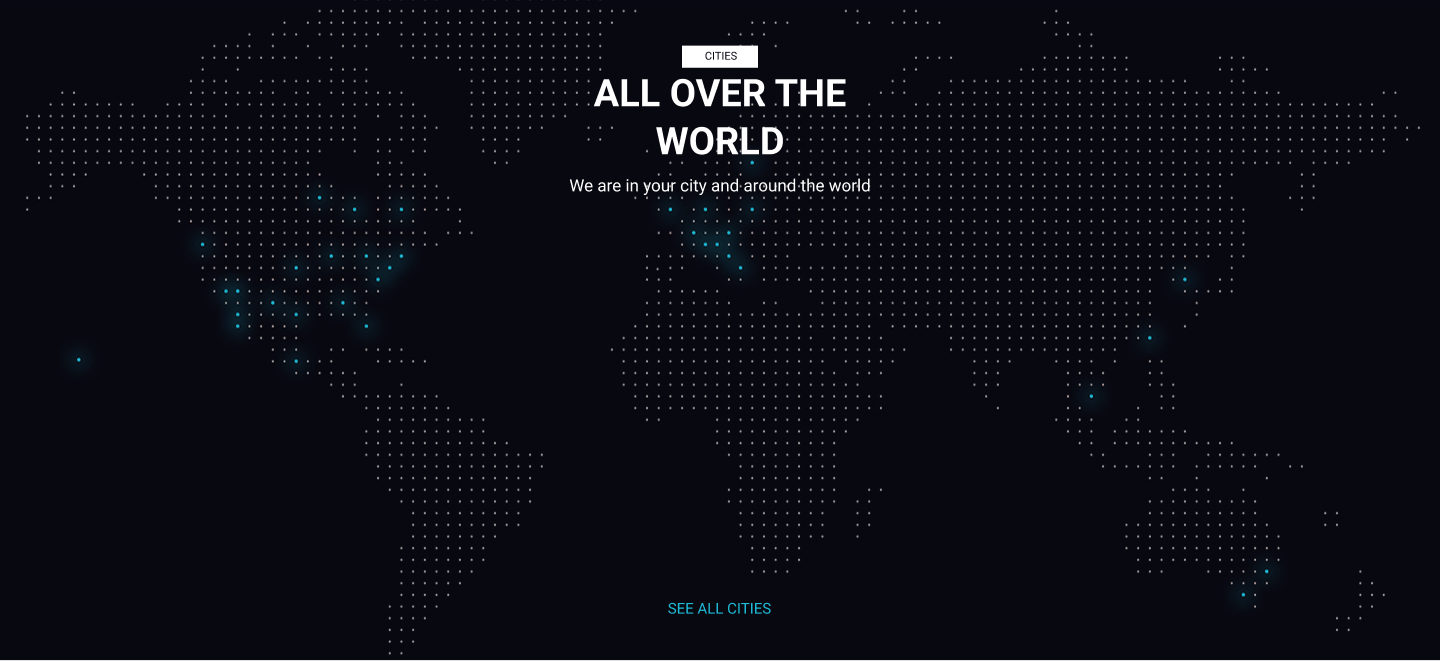 CITIES
ALL OVER THE
WORLD
We are in your city and around the world
SEE ALL CITIES